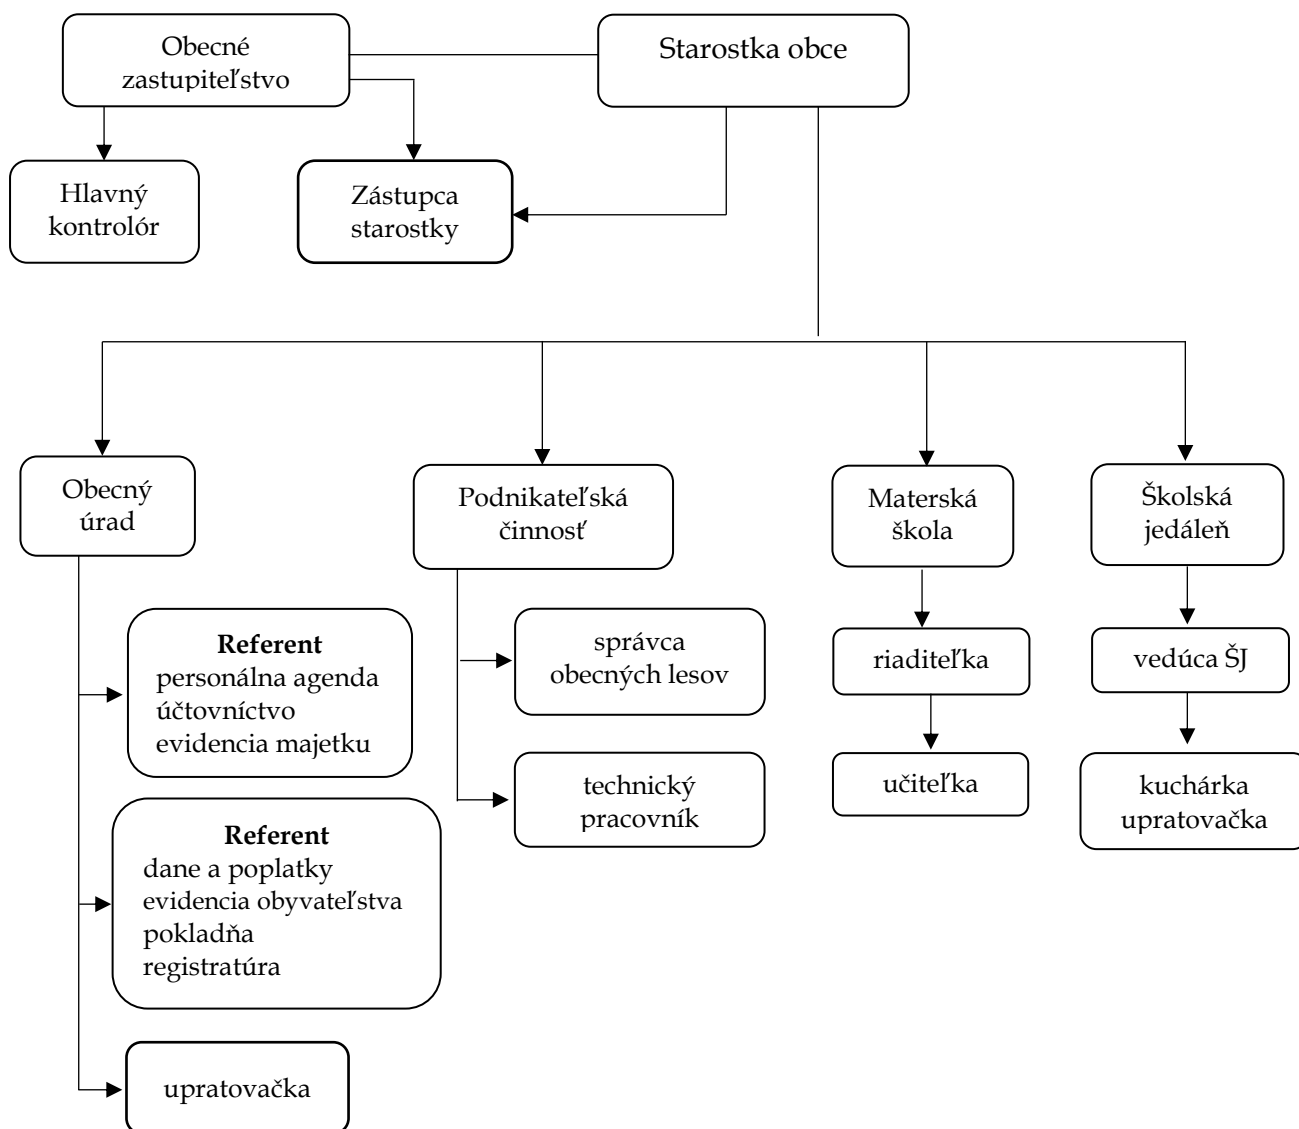 Obecné
zastupiteľstvo
Starostka obce
Hlavný
kontrolór
Zástupca
starostky
Obecný
úrad
Podnikateľská
činnosť
Materská
škola
Školská
jedáleň
Referent
personálna agenda
účtovníctvo
evidencia majetku
správca
obecných lesov
riaditeľka
vedúca ŠJ
technický
pracovník
učiteľka
kuchárka
upratovačka
Referent
dane a poplatky
evidencia obyvateľstva
pokladňa
registratúra
upratovačka